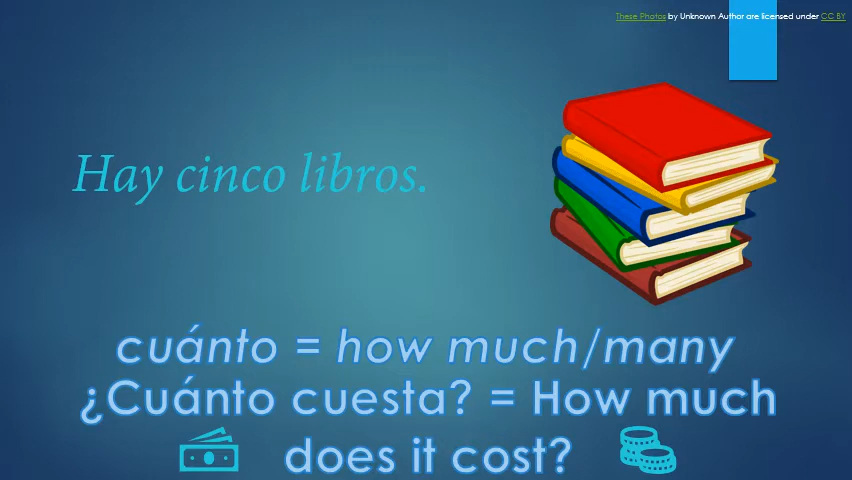 These Photos by Unknown Author are licensed under CC BY
Hay cinco libros.
cuánto = how much/many
¿Cuánto cuesta? = How much
does it cost?